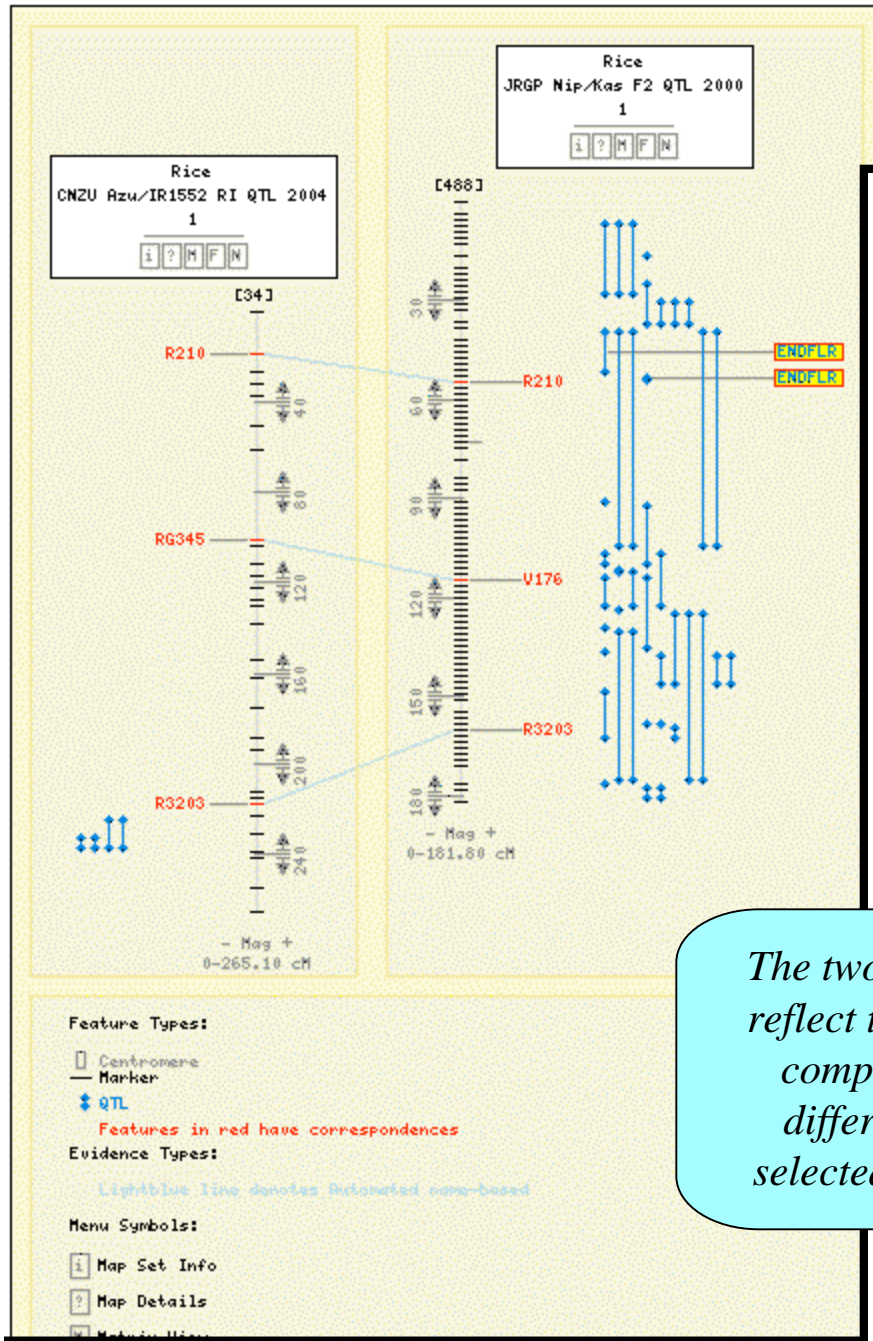 Rice
CNZU Azu/IR1552 RI QTL 2004
1
i ? M F N
[34]
R210
40
80
RG345
120
160
200
R3203
240
- Mag +
0-265.10 cM
Rice
JRGP Nip/Kas F2 QTL 2000
1
i ? M F N
[488]
30
R210
60
90
V176
120
150
R3203
180
- Mag +
0-181.80 cM
ENDFLR
ENDFLR
The two
reflect
comp
differ
selected
Feature Types:
Centromere
Marker
QTL
Features in red have correspondences
Evidence Types:
Lightblue line denotes Automated name-based
Menu Symbols:
i Map Set Info
? Map Details
M Matrix View